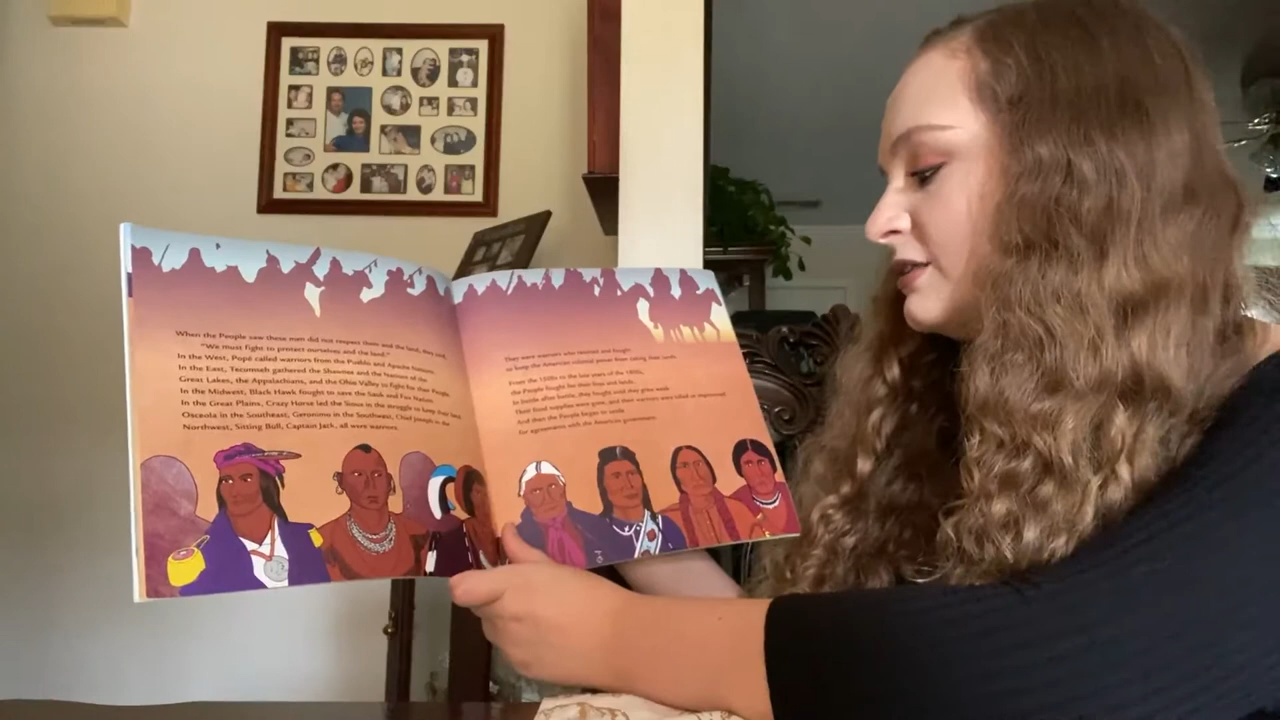 When the People saw these men did not respect them and the land, they said,
"We must fight to protect ourselves and the land."
In the West, Popé called warriors from the Pueblo and Apache Nations.
In the East, Tecumseh gathered the Shawnee and the Nations of the
Great Lakes, the Appalachians, and the Ohio Valley to fight for their People.
In the Midwest, Black Hawk fought to save the Sauk and Fox Nation.
In the Great Plains, Crazy Horse led the Sioux in the struggle to keep their land.
Osceola in the Southeast, Geronimo in the Southwest, Chief Joseph in the
Northwest, Sitting Bull, Captain Jack, all were warriors.
They were warriors who resisted and fought
to keep the American colonial power from taking their lands.
From the 1500s to the late years of the 1800s,
the People fought for their lives and lands.
In battle after battle, they fought until they grew weak.
Their food supplies were gone, and their warriors were killed or imprisoned.
And then the People began to settle
for agreements with the American government.